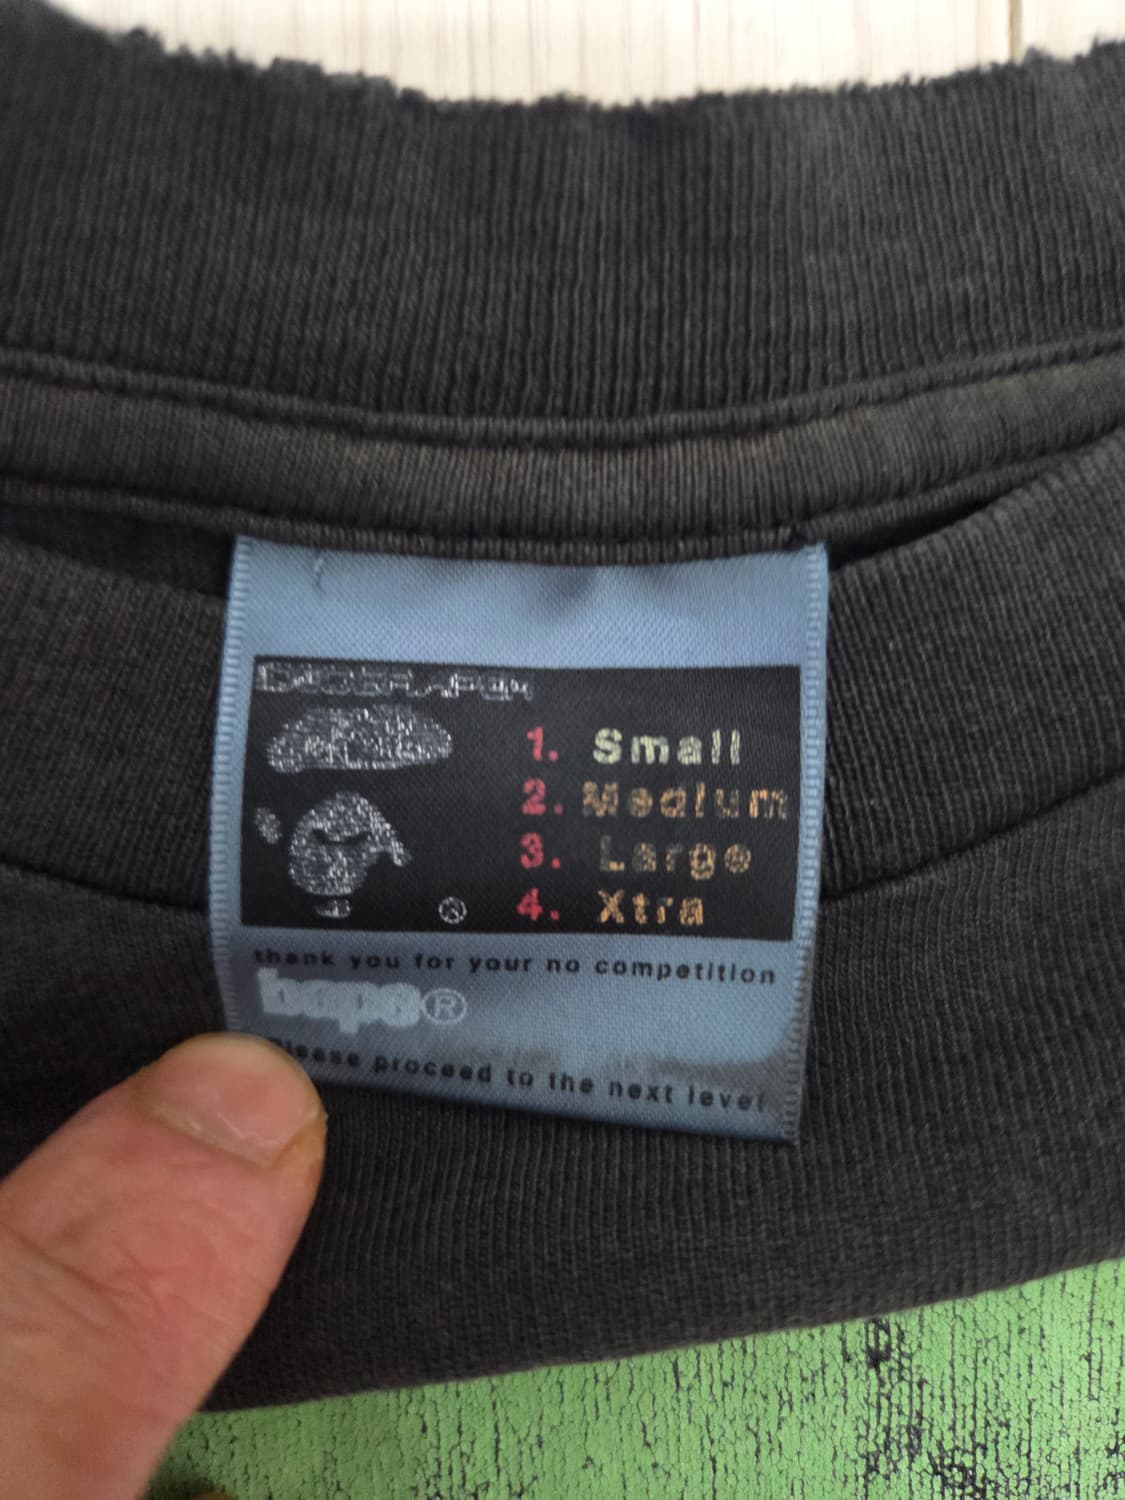 1. Small
2. Medium
3. Large
4. Xtra
®
thank you for your no competition
bape®
Please proceed to the next level